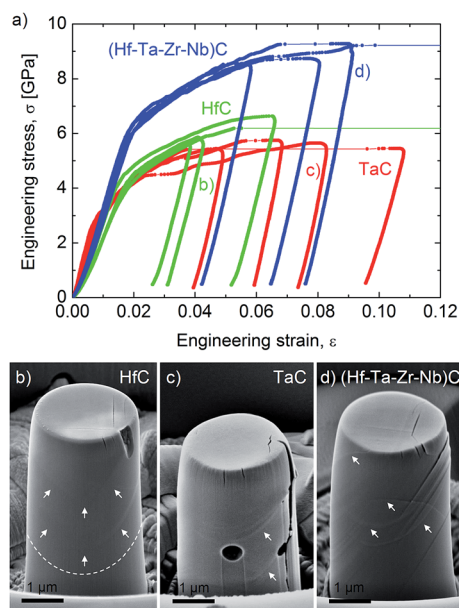 a)
(Hf-Ta-Zr-Nb)C
d)
HfC
b)
c)
TaC
Engineering stress, σ [GPa]
10
8
6
4
2
0
0.00 0.02 0.04 0.06 0.08 0.10 0.12
Engineering strain, ε
b) HfC
c) TaC
d) (Hf-Ta-Zr-Nb)C
1 µm
1 µm
1 µm